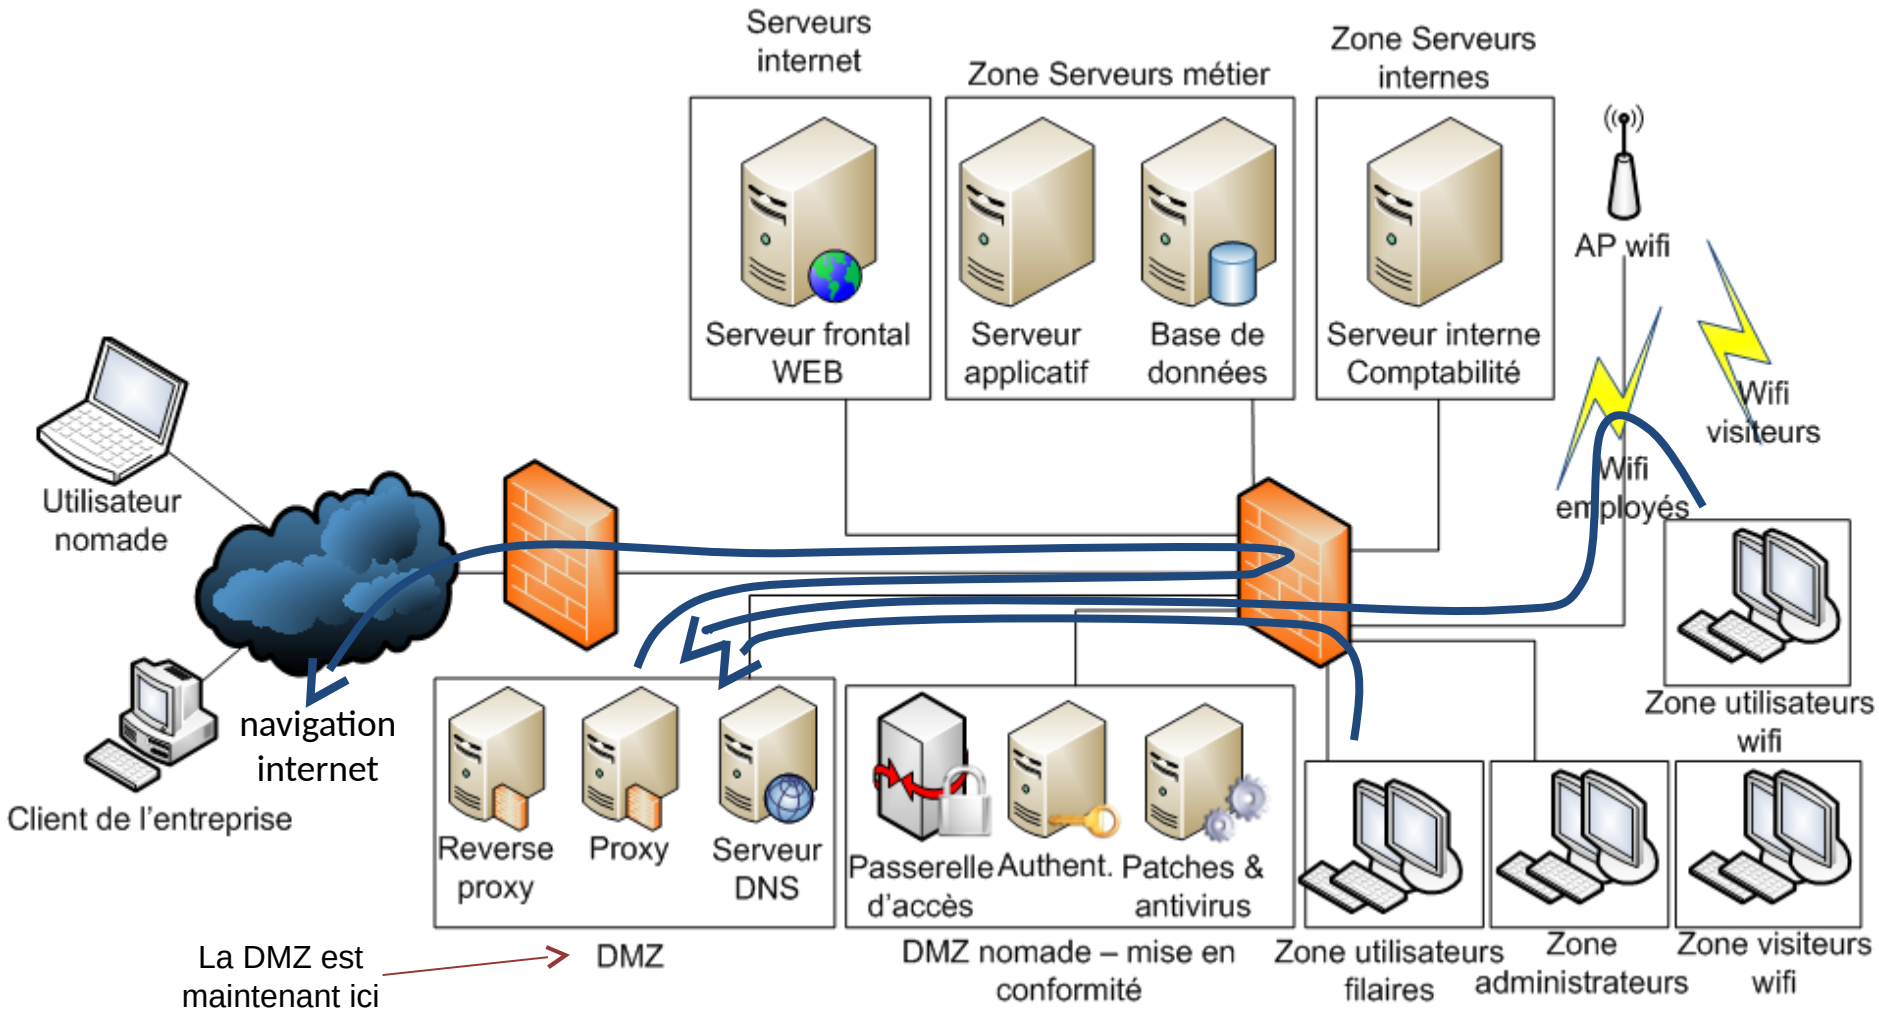 Serveurs
internet
Zone Serveurs métier
Zone Serveurs
internes
Serveur frontal
WEB
Serveur
applicatif
Base de
données
Serveur interne
Comptabilité
AP wifi
Wifi
visiteurs
Wifi
employés
Utilisateur
nomade
Client de l'entreprise
navigation
internet
Reverse
proxy
Proxy
Serveur
DNS
Passerelle
d'accès
Authent.
Patches &
antivirus
Zone utilisateurs
wifi
La DMZ est
maintenant ici
DMZ
DMZ nomade – mise en
conformité
Zone utilisateurs
filaires
Zone
administrateurs
Zone visiteurs
wifi